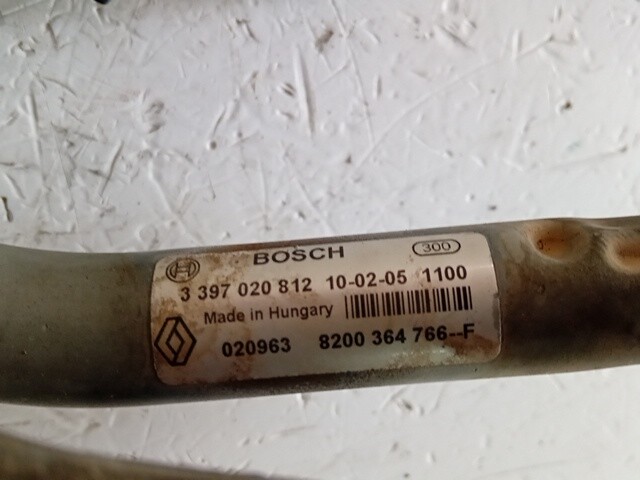 BOSCH 300
3 397 020 812 10-02-05 1100
Made in Hungary
020963 8200 364 766--F